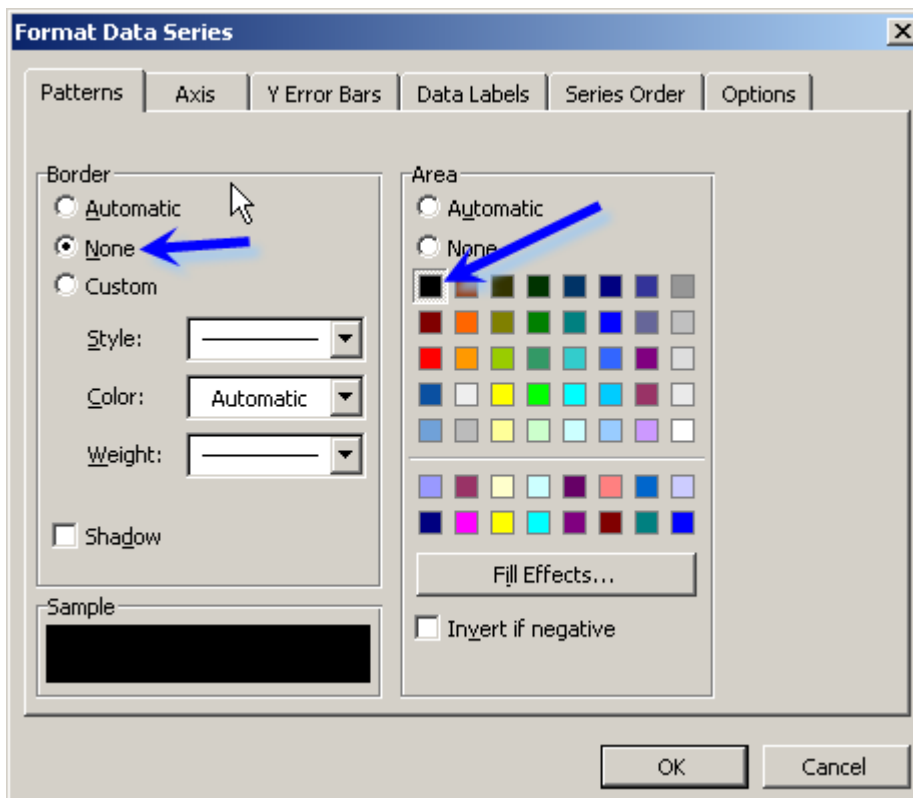 Format Data Series
Patterns Axis Y Error Bars Data Labels Series Order Options
Border
Automatic
None
Custom
Style:
Color: Automatic
Weight:
Shadow
Sample
Area
Automatic
None
Fill Effects...
Invert if negative
OK Cancel